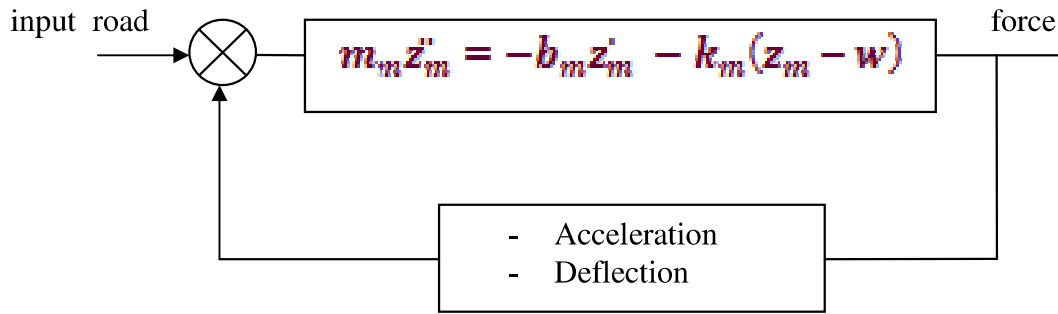 input road
force
m_m z̈_m = −b_m ż_m − k_m(z_m − w)
- Acceleration
- Deflection